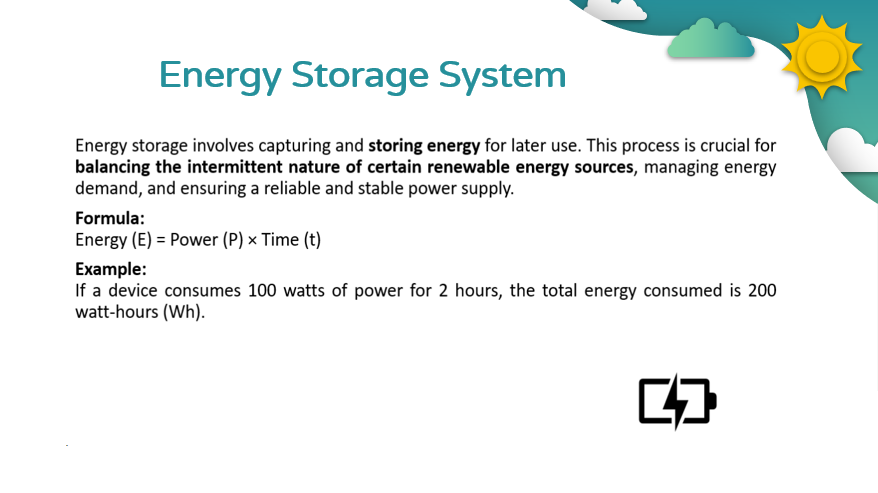 Energy Storage System
Energy storage involves capturing and storing energy for later use. This process is crucial for
balancing the intermittent nature of certain renewable energy sources, managing energy
demand, and ensuring a reliable and stable power supply.
Formula:
Energy (E) = Power (P) × Time (t)
Example:
If a device consumes 100 watts of power for 2 hours, the total energy consumed is 200
watt-hours (Wh).
.